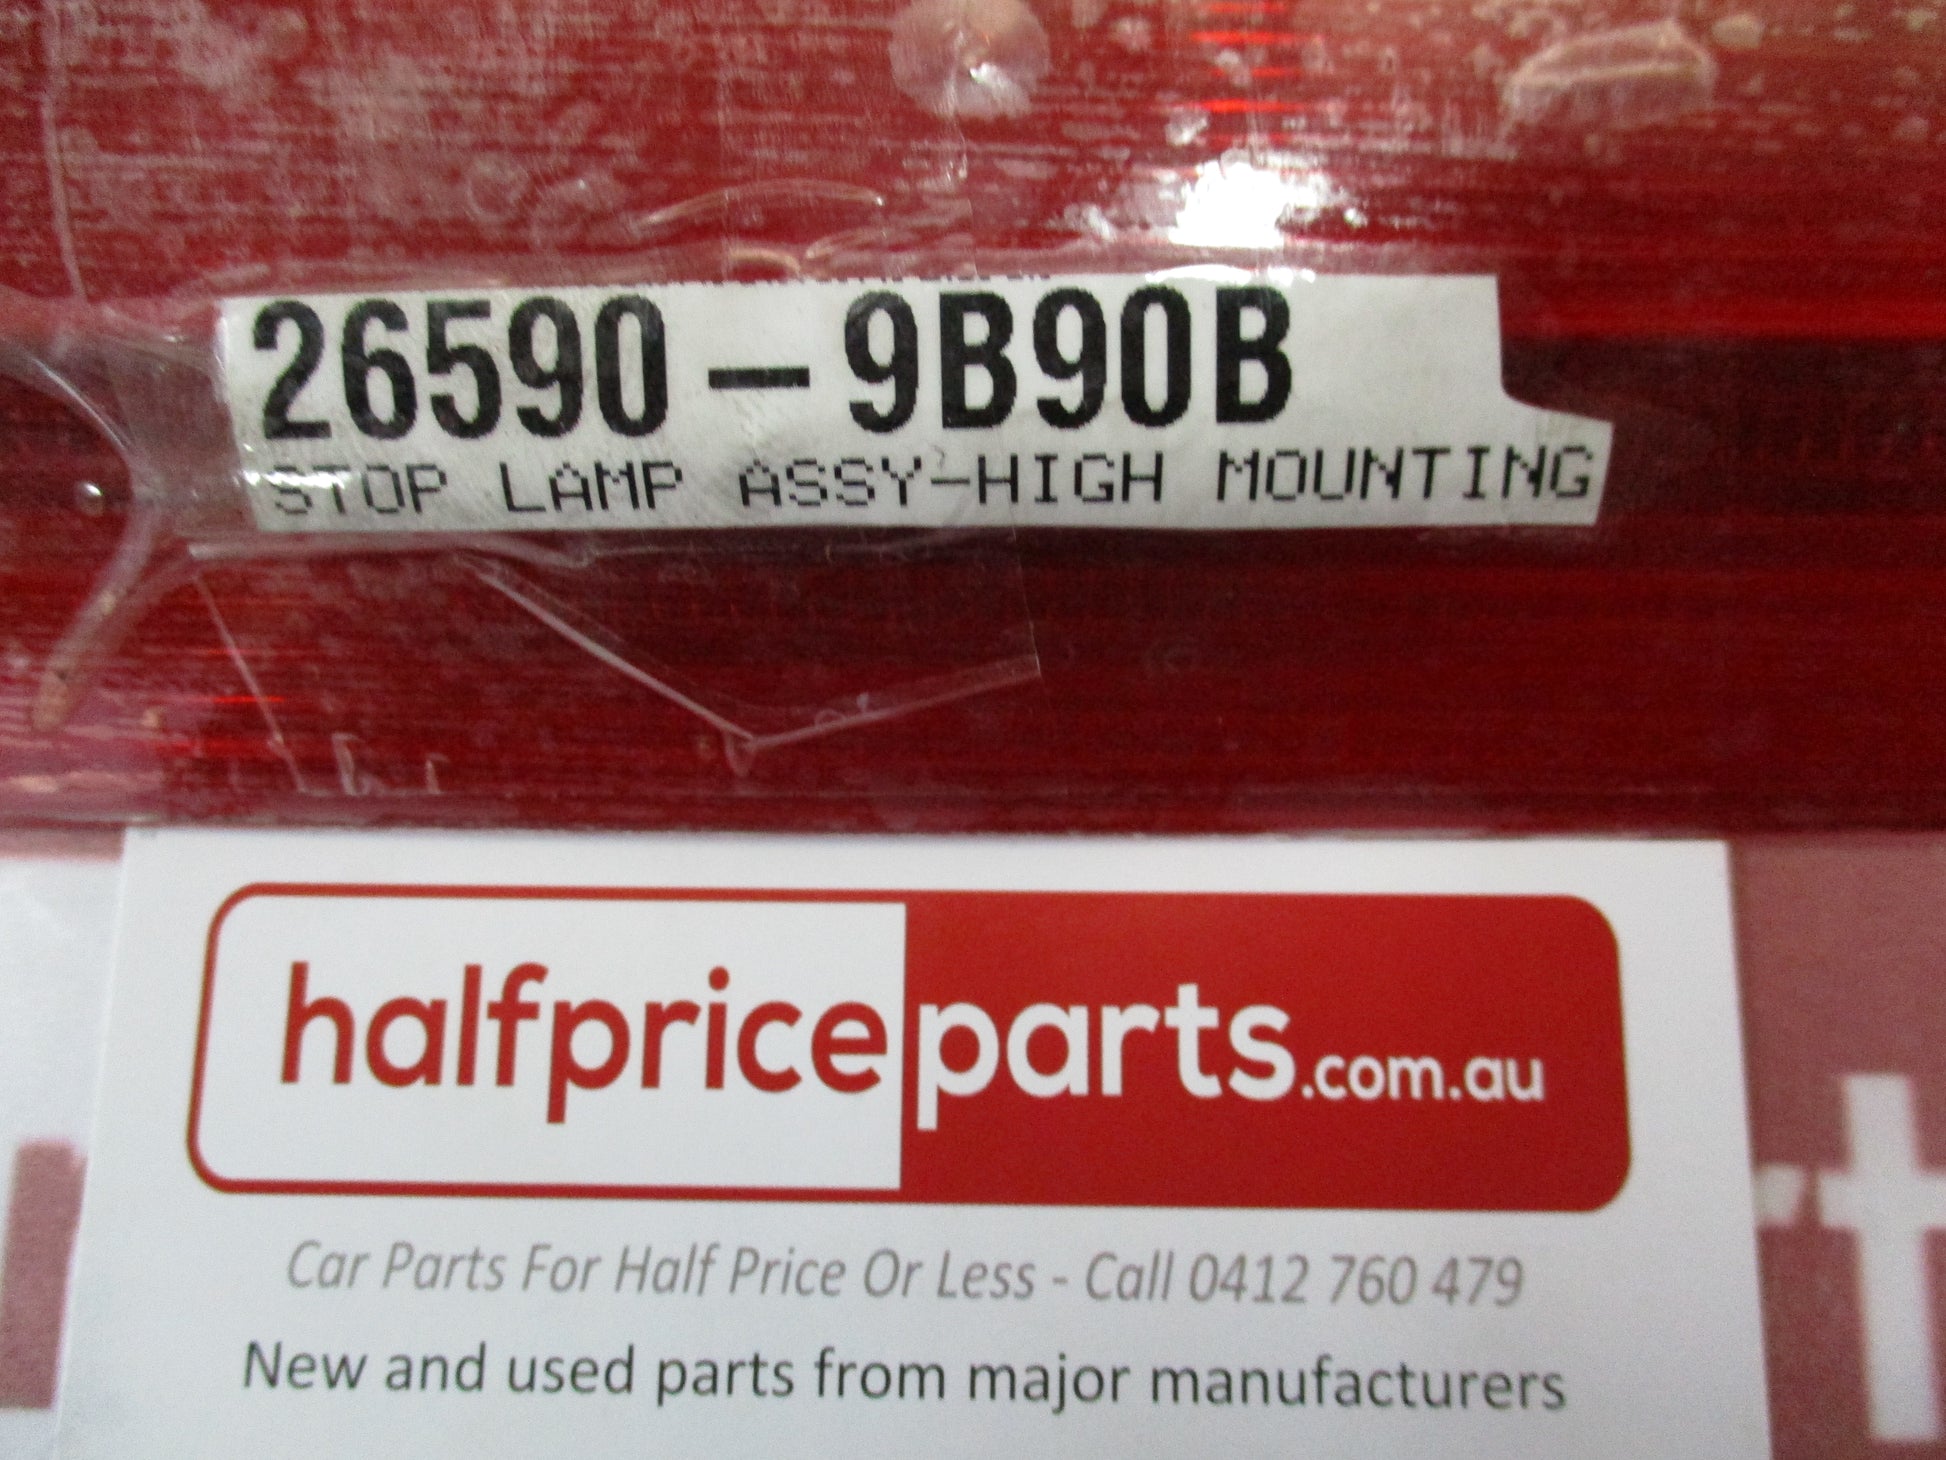 26590-9B90B
STOP LAMP ASSY-HIGH MOUNTING
halfpriceparts.com.au
Car Parts For Half Price Or Less - Call 0412 760 479
New and used parts from major manufacturers